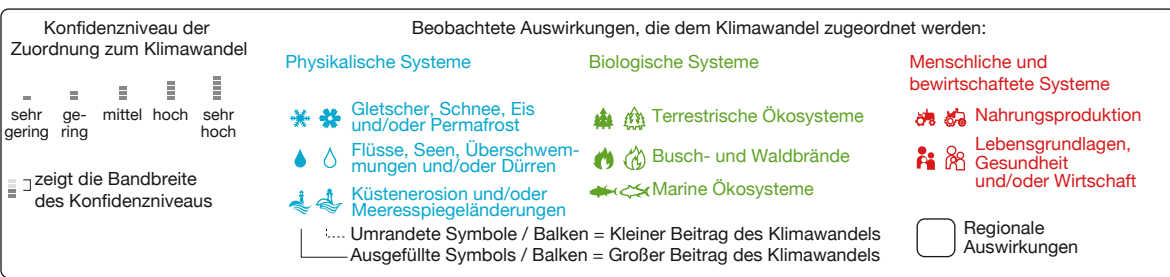 Konfidenzniveau der
Zuordnung zum Klimawandel
sehr gering
ge-ring
mittel
hoch
sehr hoch
zeigt die Bandbreite
des Konfidenzniveaus
Beobachtete Auswirkungen, die dem Klimawandel zugeordnet werden:
Physikalische Systeme
Gletscher, Schnee, Eis
und/oder Permafrost
Flüsse, Seen, Überschwem-
mungen und/oder Dürren
Küstenerosion und/oder
Meeresspiegeländerungen
Biologische Systeme
Terrestrische Ökosysteme
Busch- und Waldbrände
Marine Ökosysteme
Menschliche und
bewirtschaftete Systeme
Nahrungsproduktion
Lebensgrundlagen,
Gesundheit
und/oder Wirtschaft
Umrandete Symbole / Balken = Kleiner Beitrag des Klimawandels
Ausgefüllte Symbols / Balken = Großer Beitrag des Klimawandels
Regionale
Auswirkungen